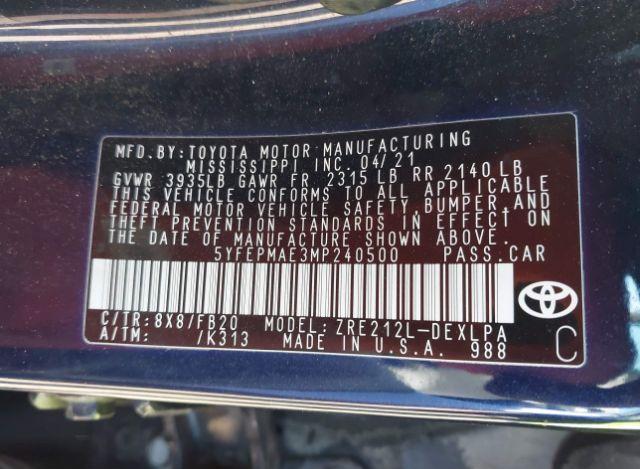 MFD. BY: TOYOTA MOTOR MANUFACTURING
MISSISSIPPI, INC. 04/21
GVWR 3935LB GAWR FR 2315 LB RR 2140 LB
THIS VEHICLE CONFORMS TO ALL APPLICABLE
FEDERAL MOTOR VEHICLE SAFETY, BUMPER, AND
THEFT PREVENTION STANDARDS IN EFFECT ON
THE DATE OF MANUFACTURE SHOWN ABOVE.
5YFEPMAE3MP240500 PASS.CAR
C/TR: 8X8/FB20 MODEL: ZRE212L-DEXLPA
A/TM: /K313 MADE IN U.S.A. 988 C